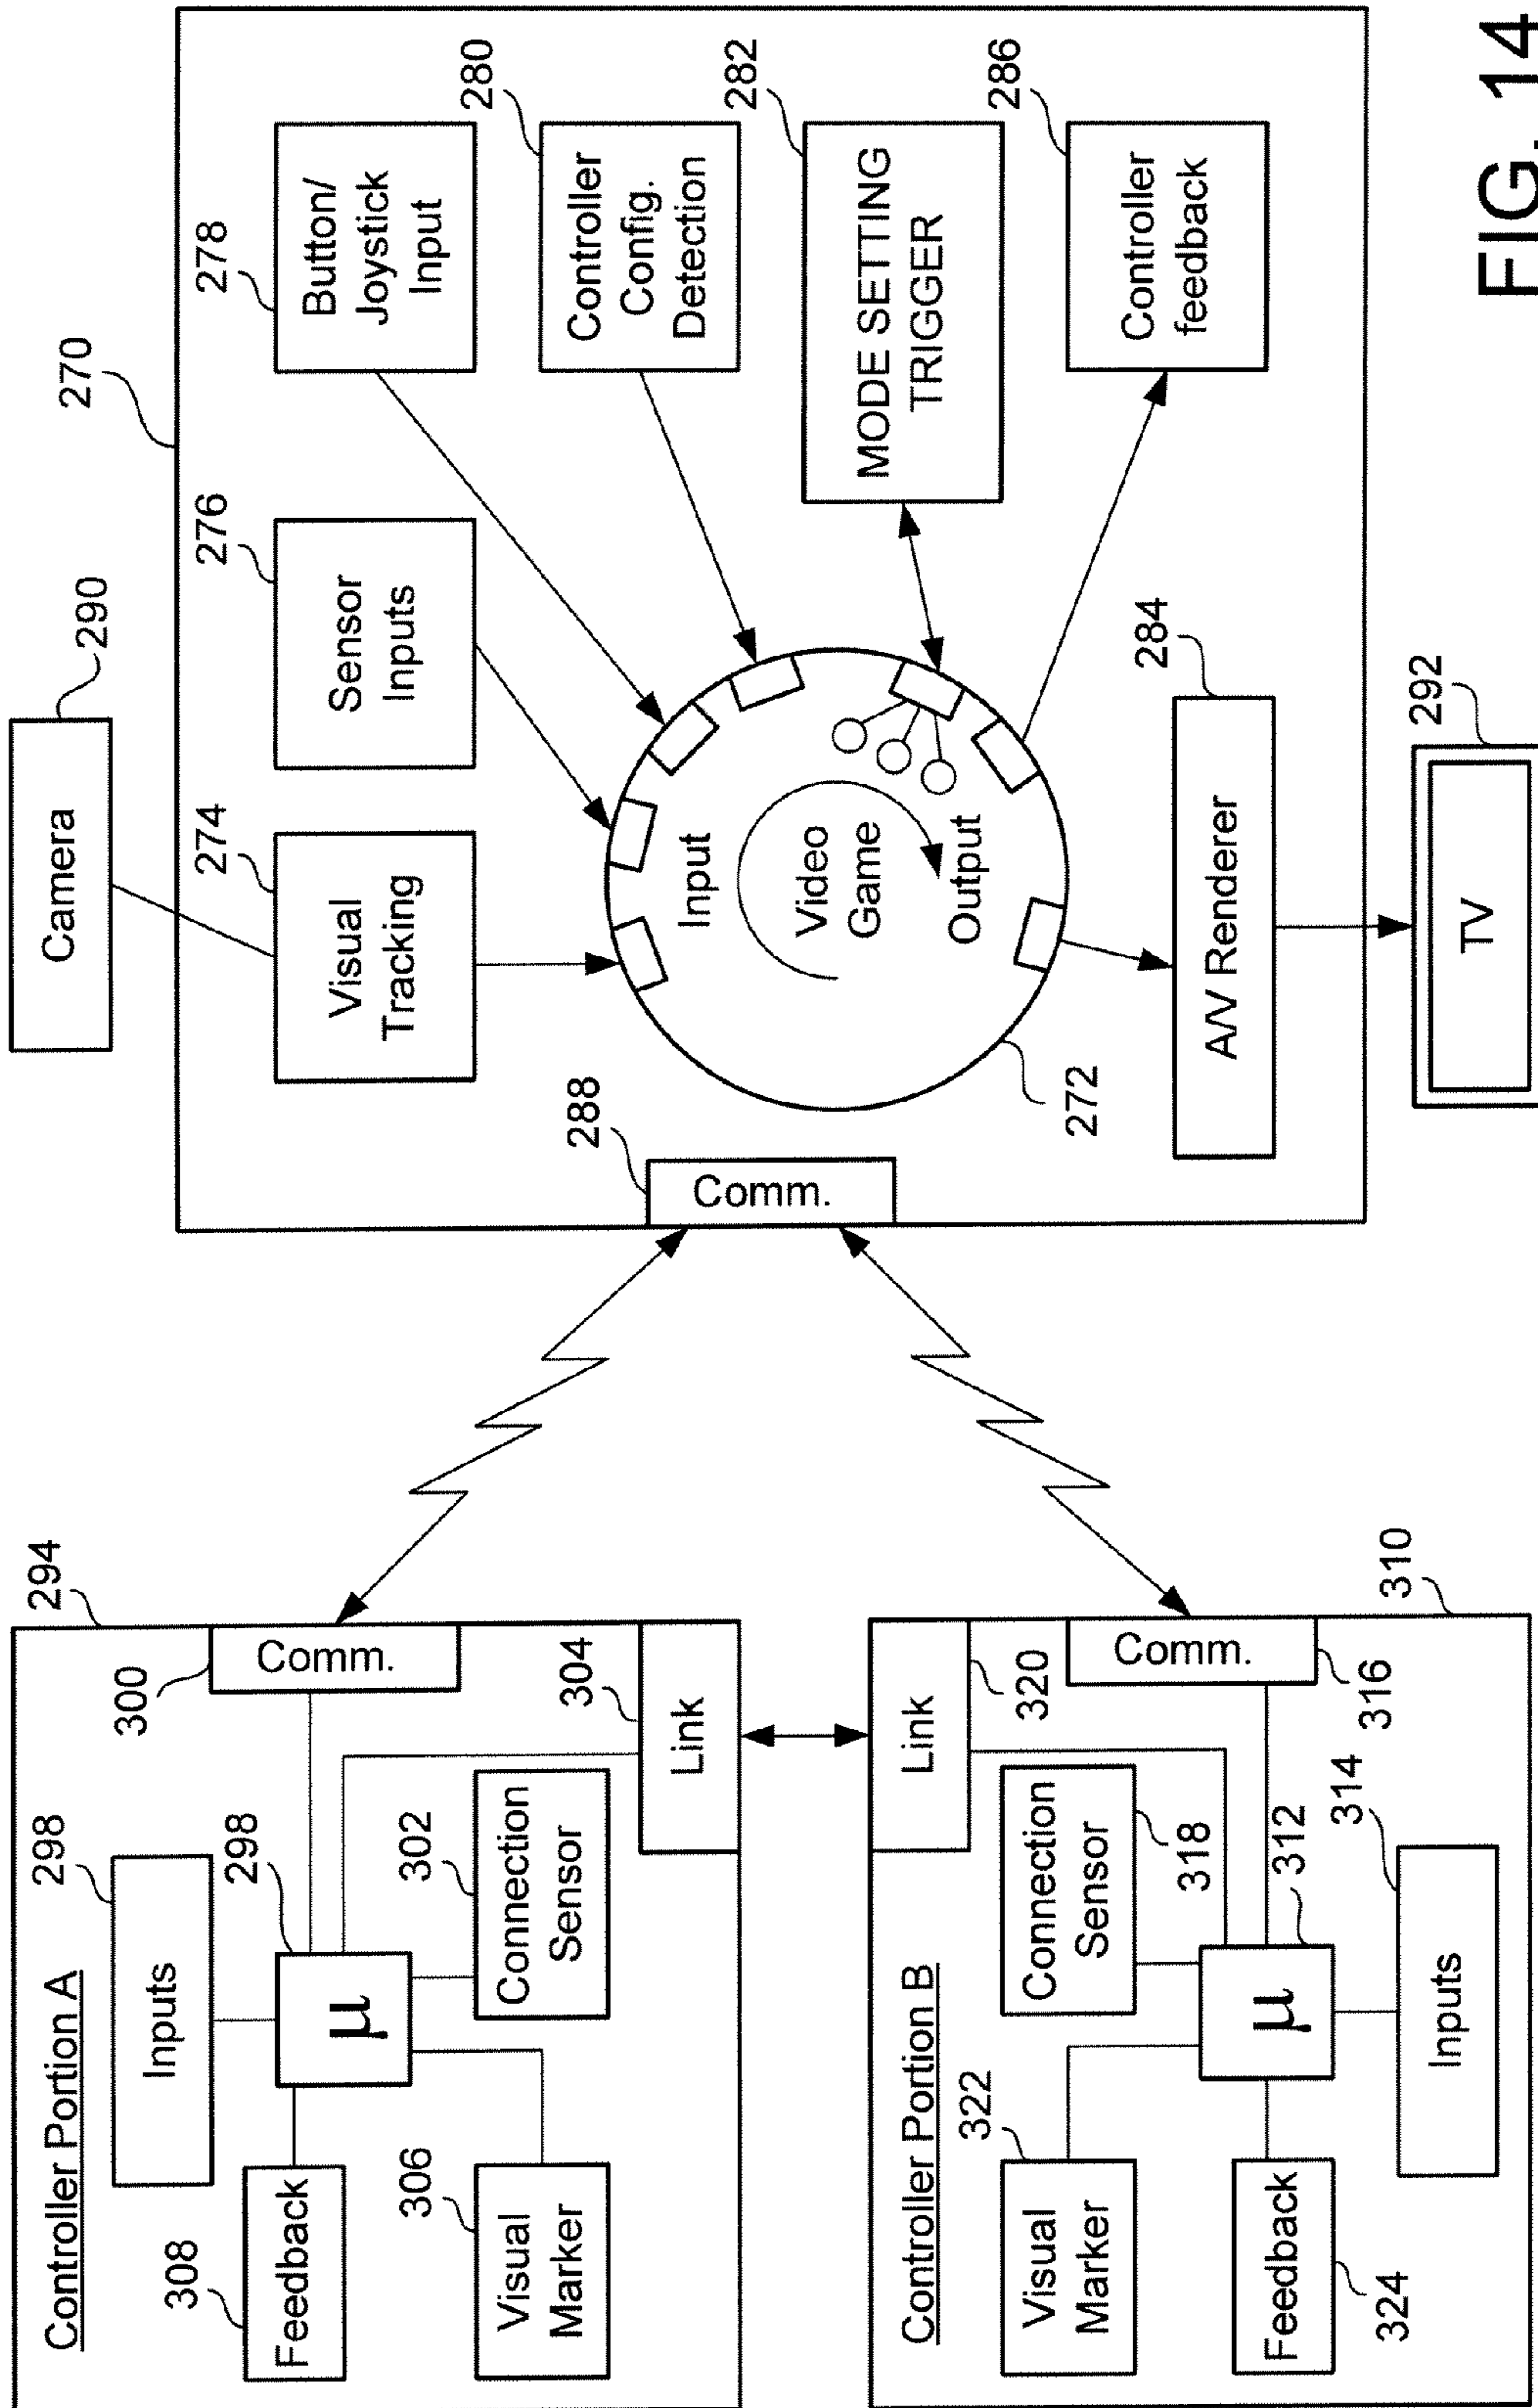 Camera
290
270
Visual
Tracking
274
Sensor
Inputs
276
Button/
Joystick
Input
278
Controller
Config.
Detection
280
MODE SETTING
TRIGGER
282
Controller
feedback
286
Input
Video
Game
Output
272
288
Comm.
A/V Renderer
284
TV
292
294
Controller Portion A
Inputs
298
300
Comm.
μ
298
Feedback
308
Visual
Marker
306
Connection
Sensor
302
Link
304
310
Controller Portion B
Link
320
Connection
Sensor
318
Comm.
316
μ
312
Visual
Marker
322
Feedback
324
Inputs
314
FIG. 14